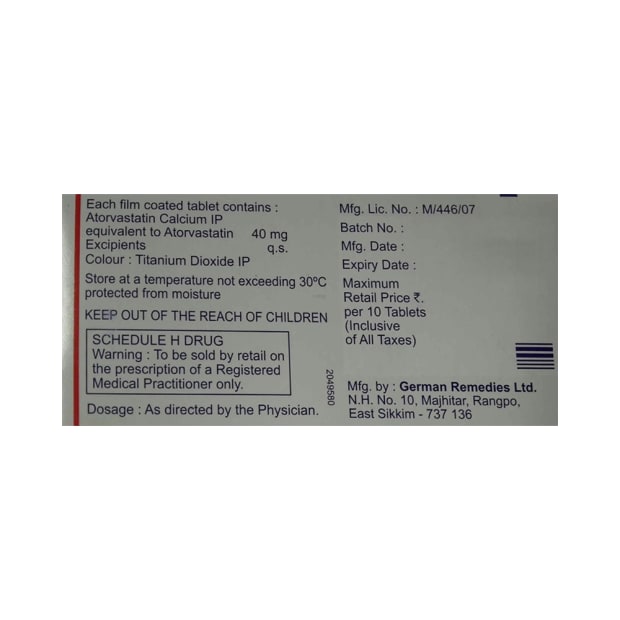 Each film coated tablet contains :
Atorvastatin Calcium IP
equivalent to Atorvastatin 40 mg
Excipients q.s.
Colour : Titanium Dioxide IP
Store at a temperature not exceeding 30ºC
protected from moisture
KEEP OUT OF THE REACH OF CHILDREN
SCHEDULE H DRUG
Warning : To be sold by retail on
the prescription of a Registered
Medical Practitioner only.
Dosage : As directed by the Physician.
2049580
Mfg. Lic. No. : M/446/07
Batch No. :
Mfg. Date :
Expiry Date :
Maximum
Retail Price ₹.
per 10 Tablets
(Inclusive
of All Taxes)
Mfg. by : German Remedies Ltd.
N.H. No. 10, Majhitar, Rangpo,
East Sikkim - 737 136